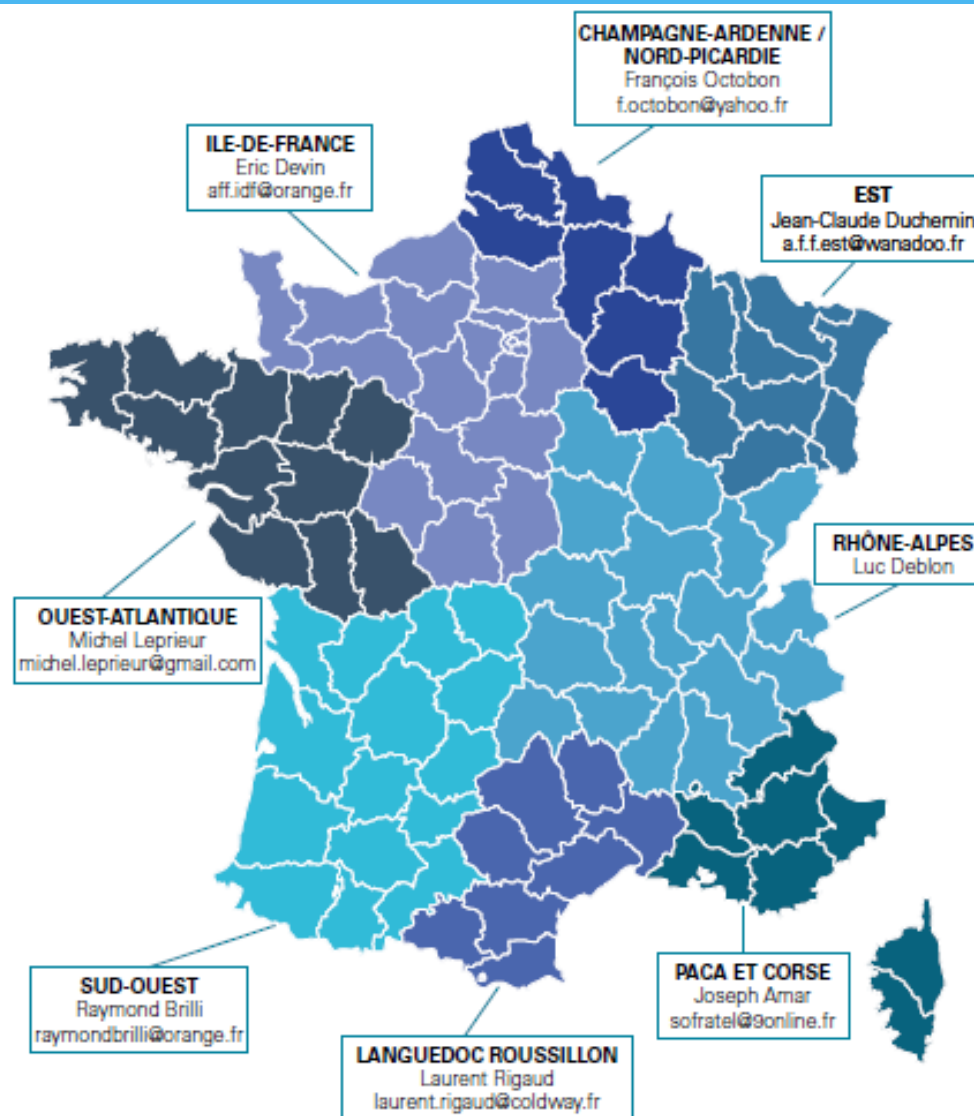 CHAMPAGNE-ARDENNE /
NORD-PICARDIE
François Octobon
f.octobon@yahoo.fr
ILE-DE-FRANCE
Eric Devin
aff.idf@orange.fr
EST
Jean-Claude Duchemin
a.f.f.est@wanadoo.fr
RHÔNE-ALPES
Luc Deblon
OUEST-ATLANTIQUE
Michel Leprieur
michel.leprieur@gmail.com
SUD-OUEST
Raymond Brilli
raymondbrilli@orange.fr
PACA ET CORSE
Joseph Amar
sofratel@9online.fr
LANGUEDOC ROUSSILLON
Laurent Rigaud
laurent.rigaud@coldway.fr